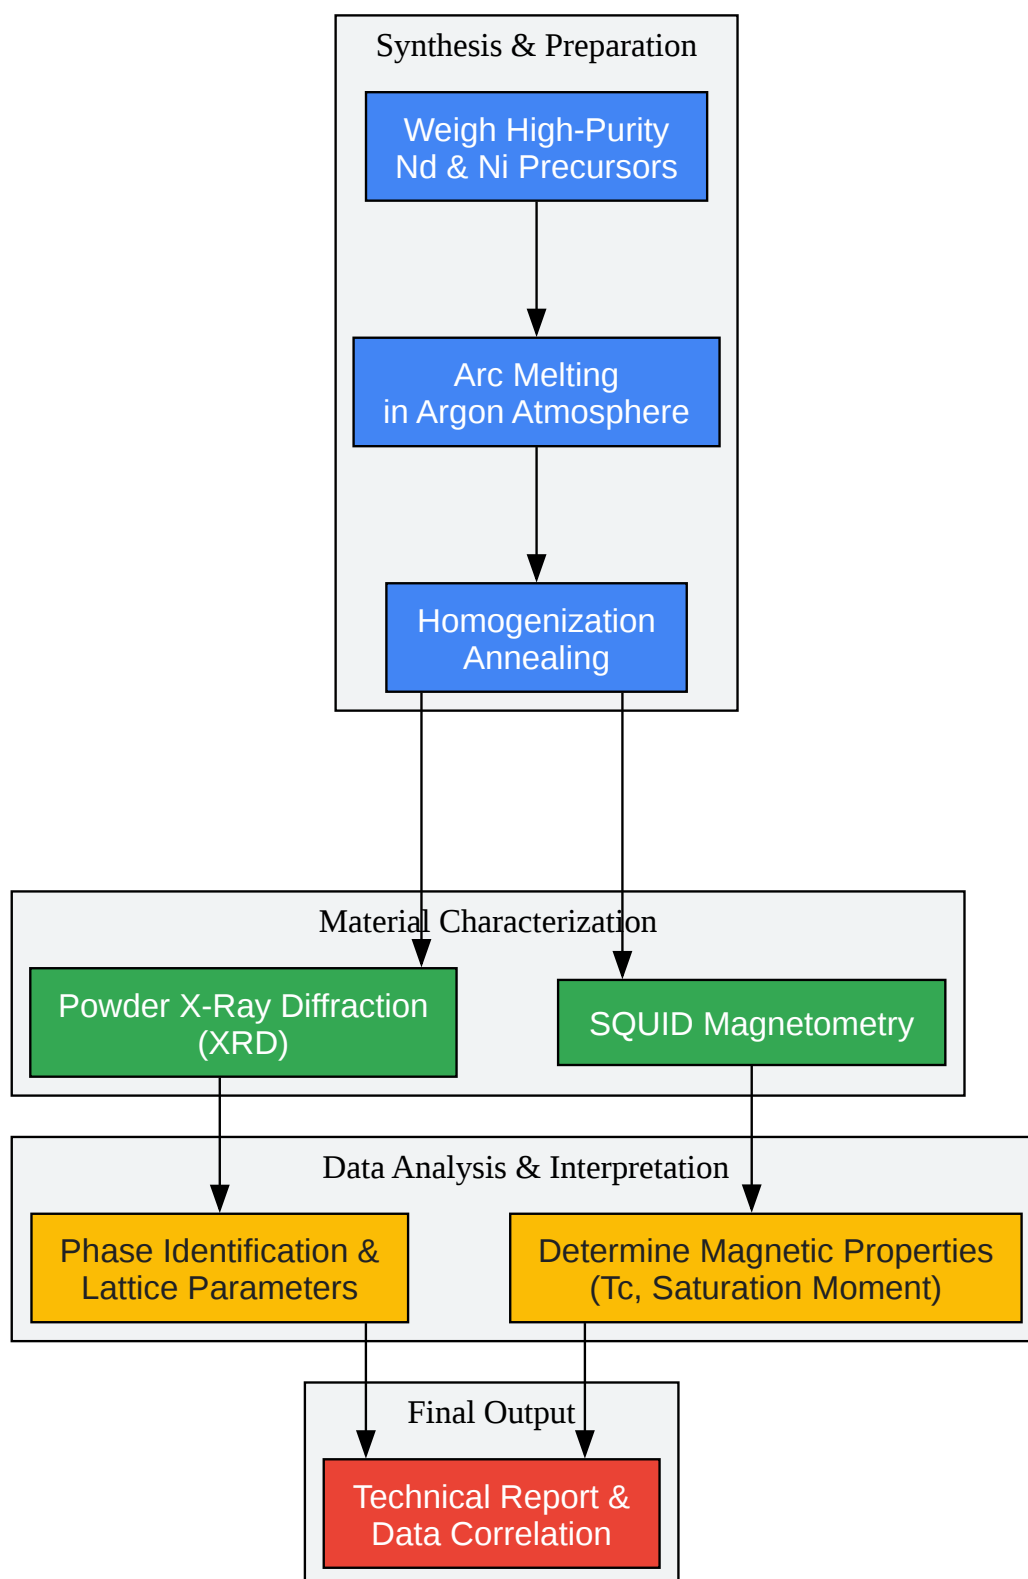 Synthesis & Preparation
Weigh High-Purity
Nd & Ni Precursors
Arc Melting
in Argon Atmosphere
Homogenization
Annealing
Material Characterization
Powder X-Ray Diffraction
(XRD)
SQUID Magnetometry
Data Analysis & Interpretation
Phase Identification &
Lattice Parameters
Determine Magnetic Properties
(Tc, Saturation Moment)
Final Output
Technical Report &
Data Correlation